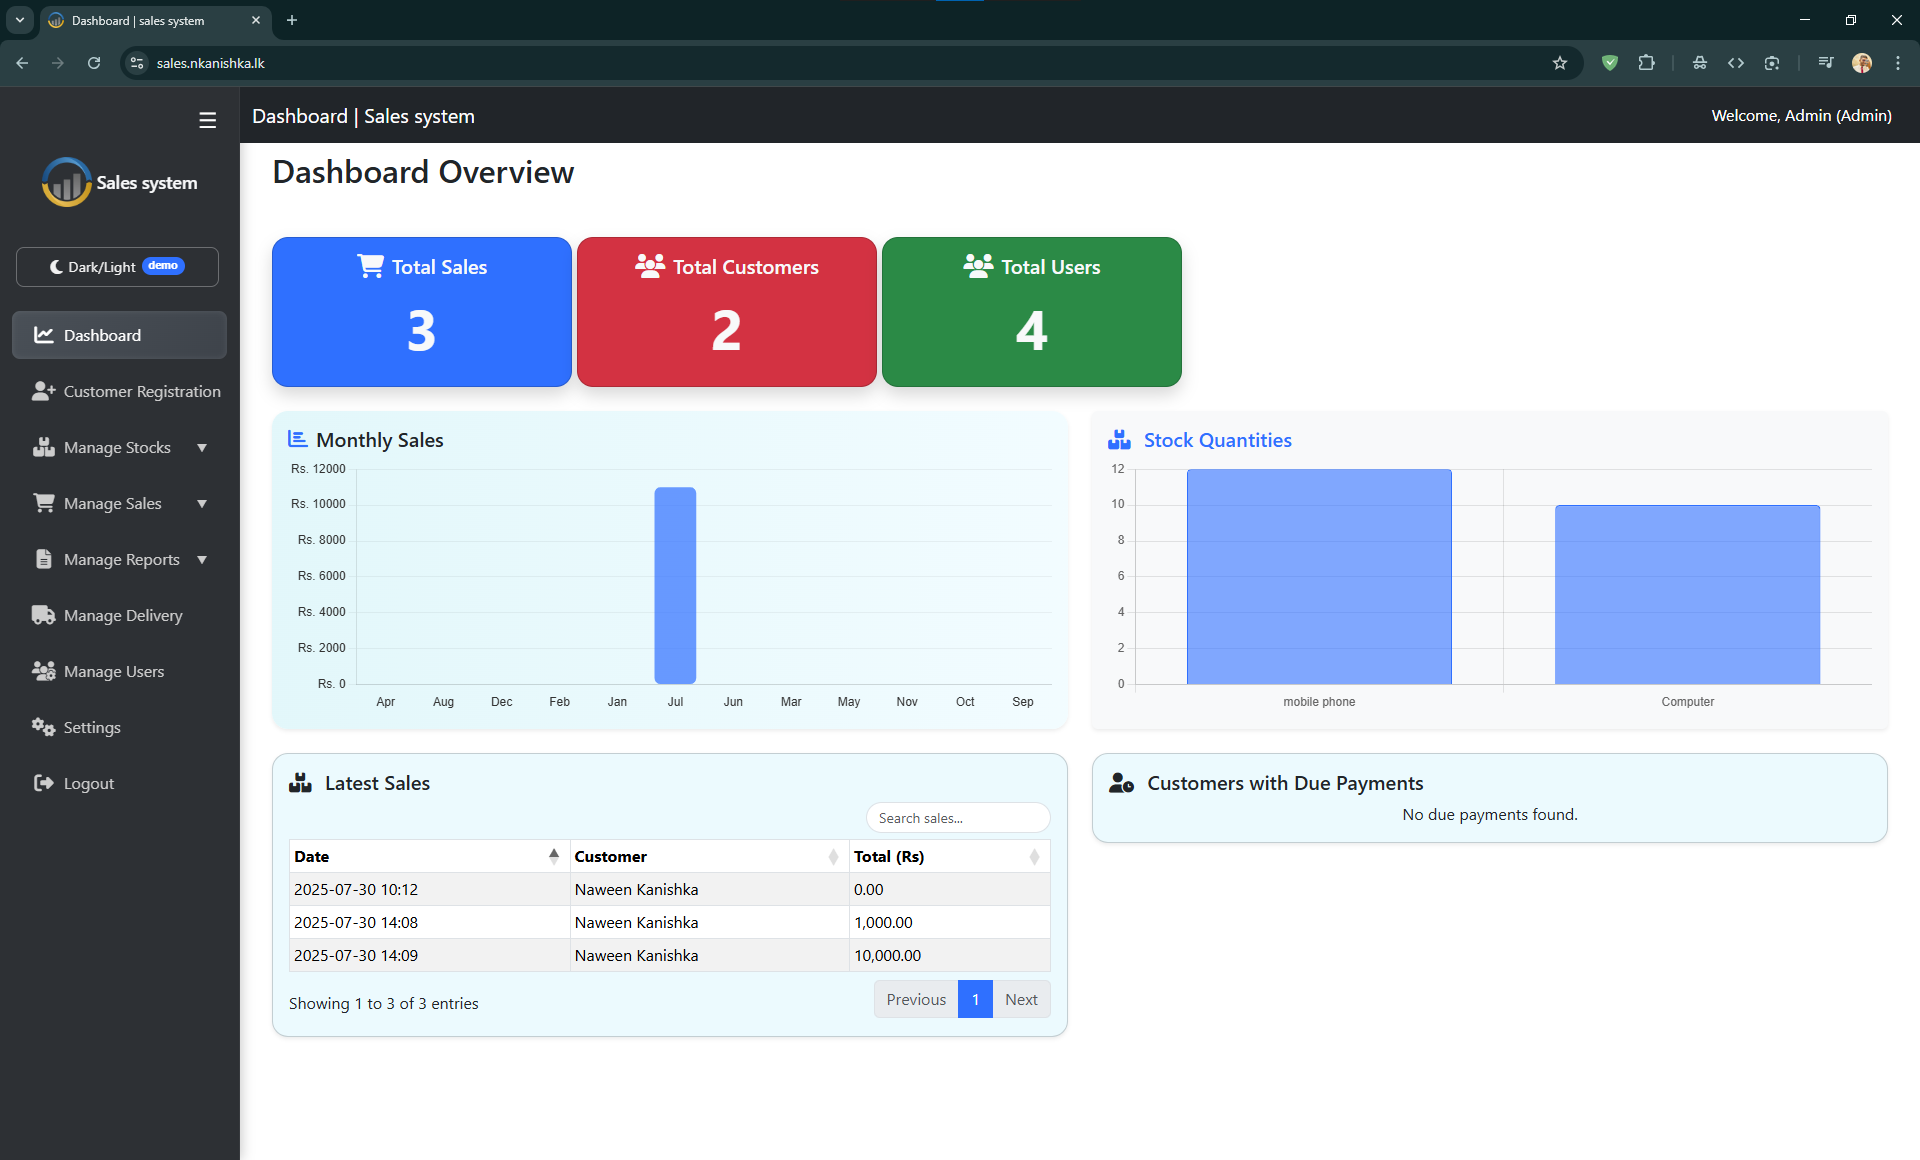 Dashboard | sales system
sales.nkanishka.lk
Dashboard | Sales system
Welcome, Admin (Admin)
Sales system
Dark/Light demo
Dashboard
Customer Registration
Manage Stocks
Manage Sales
Manage Reports
Manage Delivery
Manage Users
Settings
Logout
Dashboard Overview
Total Sales
3
Total Customers
2
Total Users
4
Monthly Sales
Rs. 12000
Rs. 10000
Rs. 8000
Rs. 6000
Rs. 4000
Rs. 2000
Rs. 0
Apr Aug Dec Feb Jan Jul Jun Mar May Nov Oct Sep
Stock Quantities
12
10
8
6
4
2
0
mobile phone Computer
Latest Sales
Search sales...
Date Customer Total (Rs)
2025-07-30 10:12 Naween Kanishka 0.00
2025-07-30 14:08 Naween Kanishka 1,000.00
2025-07-30 14:09 Naween Kanishka 10,000.00
Showing 1 to 3 of 3 entries
Previous 1 Next
Customers with Due Payments
No due payments found.